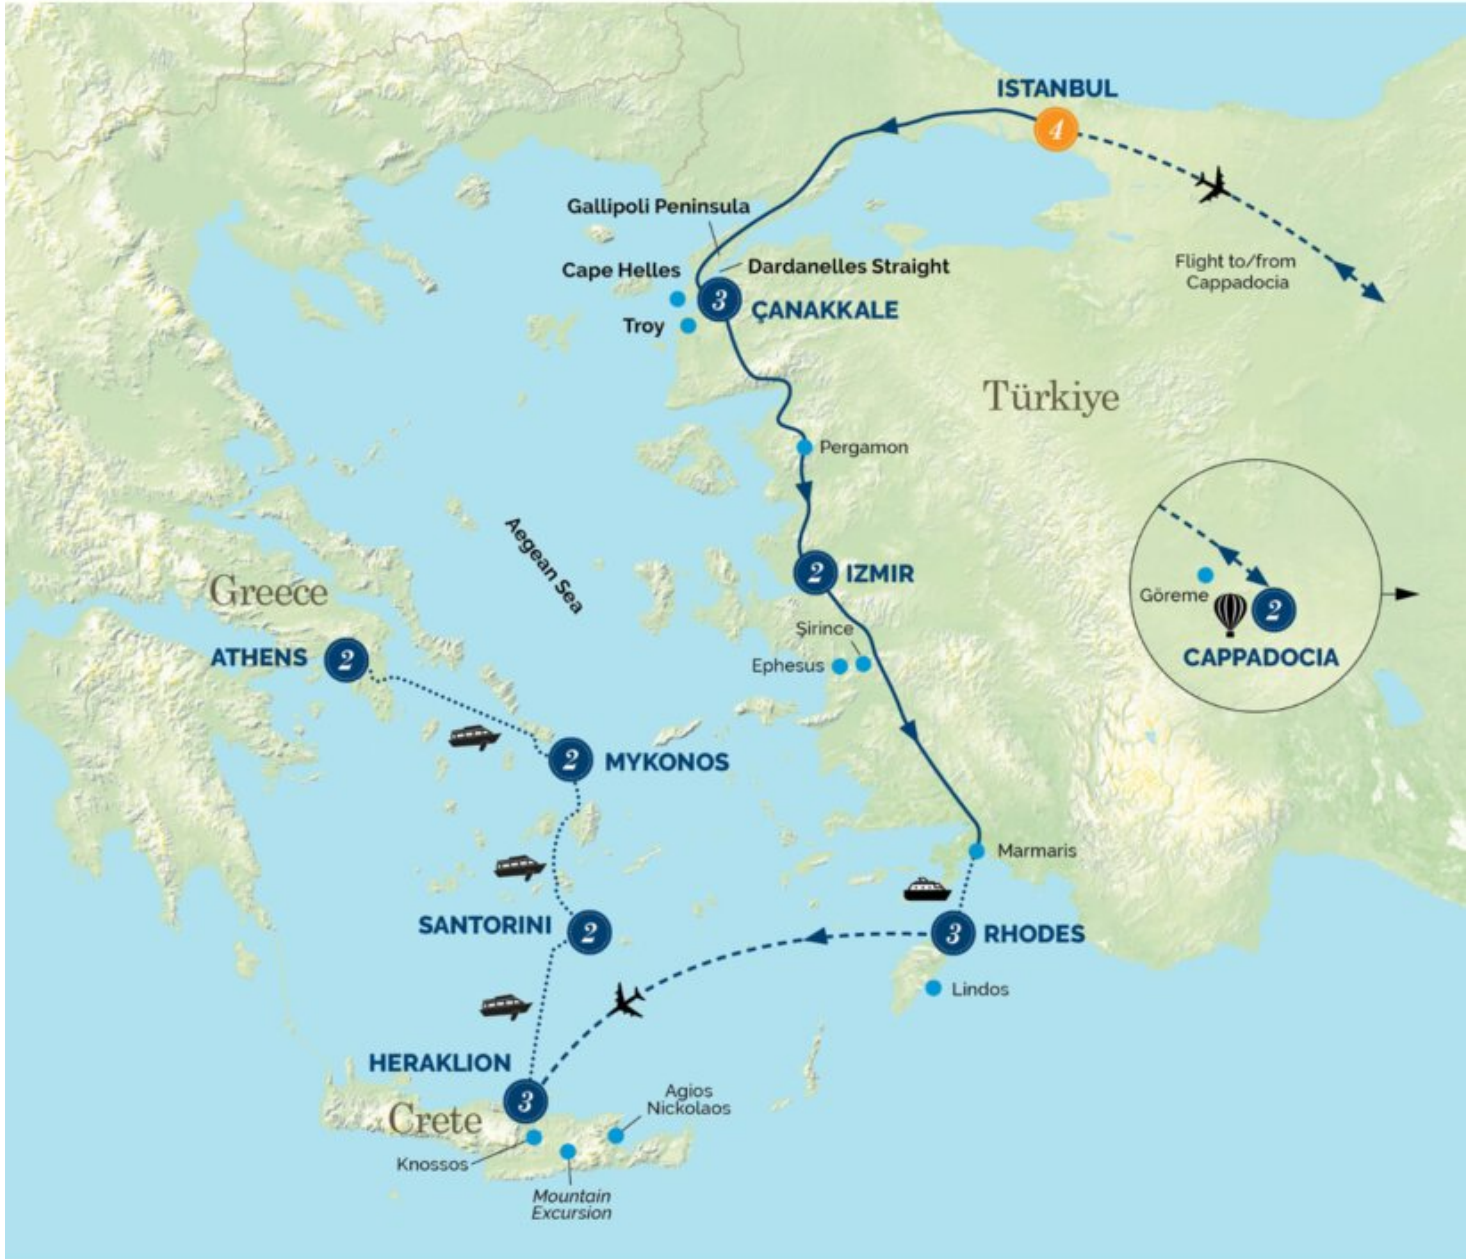 ISTANBUL
4
Gallipoli Peninsula
Flight to/from
Cappadocia
Cape Helles
Dardanelles Straight
3
ÇANAKKALE
Troy
Türkiye
Pergamon
Aegean Sea
2
IZMIR
Greece
Göreme
2
CAPPADOCIA
Şirince
Ephesus
ATHENS
2
2
MYKONOS
Marmaris
SANTORINI
2
3
RHODES
Lindos
HERAKLION
3
Crete
Agios
Nickolaos
Knossos
Mountain
Excursion